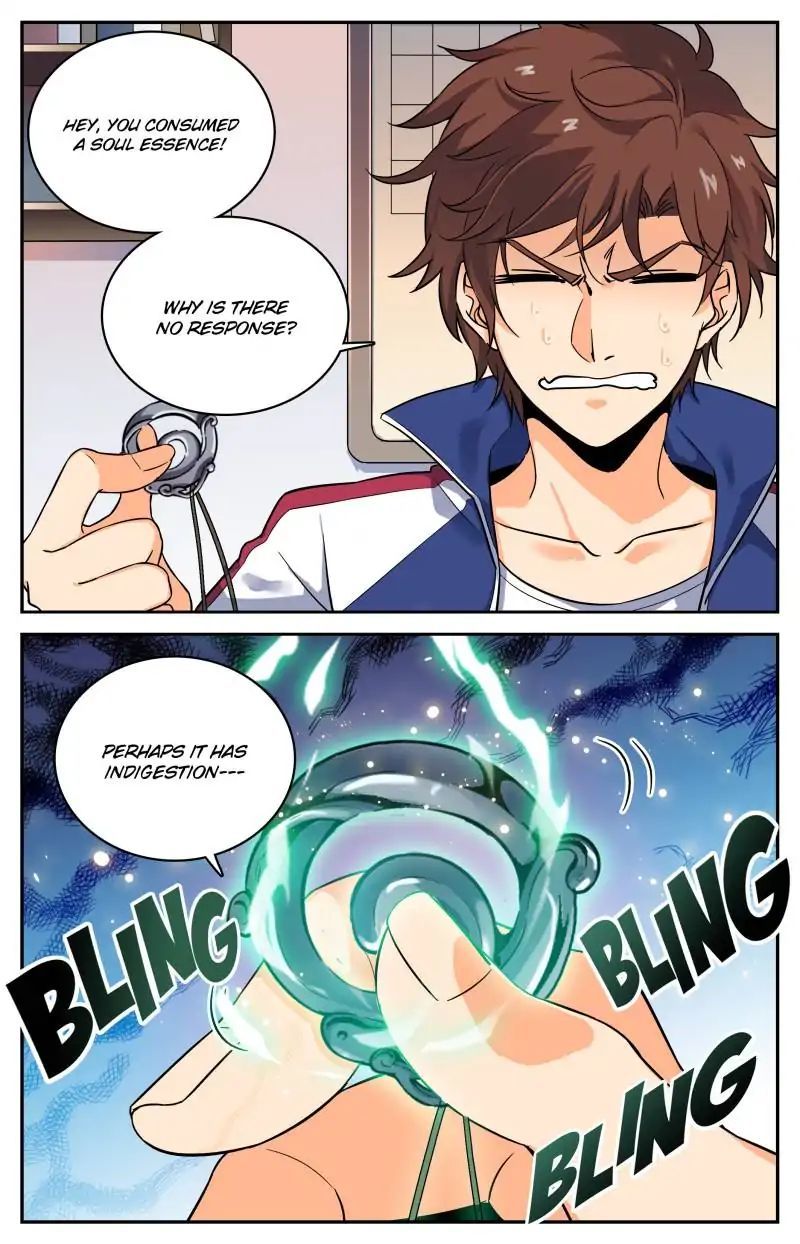 HEY, YOU CONSUMED
A SOUL ESSENCE!
WHY IS THERE
NO RESPONSE?
PERHAPS IT HAS
INDIGESTION---
BLING
BLING
BLING